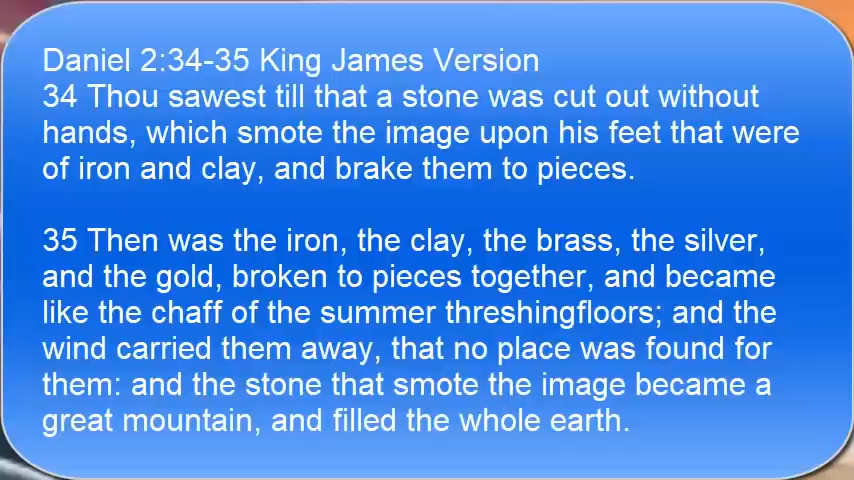 Daniel 2:34-35 King James Version
34 Thou sawest till that a stone was cut out without
hands, which smote the image upon his feet that were
of iron and clay, and brake them to pieces.
35 Then was the iron, the clay, the brass, the silver,
and the gold, broken to pieces together, and became
like the chaff of the summer threshingfloors; and the
wind carried them away, that no place was found for
them: and the stone that smote the image became a
great mountain, and filled the whole earth.